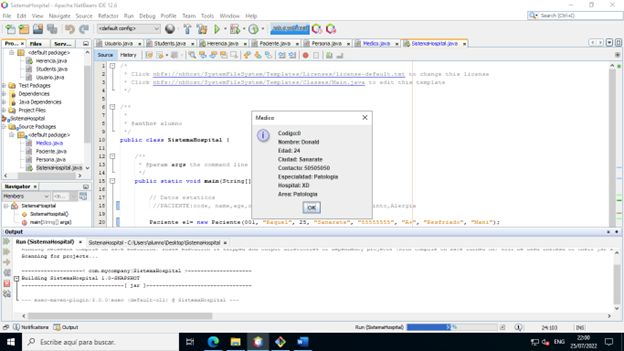 SistemaHospital - Apache NetBeans IDE 12.6
File Edit View Navigate Source Refactor Run Debug Profile Team Tools Window Help
Search (Ctrl+I)
<default config>
Pro... Files Serv...
Usuario.java Students.java Herencia.java Paciente.java Persona.java Medico.java SistemaHospital.java
Source History
<default package>
Herencia.java
Students.java
Usuario.java
Test Packages
Dependencies
Java Dependencies
Project Files
SistemaHospital
Source Packages
<default package>
Medico.java
Paciente.java
Persona.java
SistemaHospital.java
Navigator
Members
SistemaHospital
SistemaHospital()
main(String[] args)
1 /*
2 * Click nbfs://nbhost/SystemFileSystem/Templates/Licenses/license-default.txt to change this license
3 * Click nbfs://nbhost/SystemFileSystem/Templates/Classes/Main.java to edit this template
4 */
5
6 /**
7 *
8 * @author alumno
9 */
10 public class SistemaHospital {
11
12 /**
13 * @param args the command line
14 */
15 public static void main(String[]
16
17 // Datos estaticos
//PACIENTE: code, name, age, Alergia
20 Paciente el= new Paciente(001, "Raquel", 25, "Sanarate", "55555555", "A+", "Resfriado", "Mani");
Medico
Codigo:0
Nombre: Donald
Edad: 24
Ciudad: Sanarate
Contacto: 50505050
Especialidad: Patologia
Hospital: XD
Area: Patologia
OK
Output
Run (SistemaHospital) SistemaHospital - C:\Users\alumno\Desktop\SistemaHospital
Scanning for projects...
--------------------< com.mycompany:SistemaHospital >--------------------
Building SistemaHospital 1.0-SNAPSHOT
--------------------------------[ jar ]---------------------------------
--- exec-maven-plugin:3.0.0:exec (default-cli) @ SistemaHospital ---
Notifications Output
Run (SistemaHospital)
24:103 INS
Escribe aquí para buscar.
22:00
25/07/2022